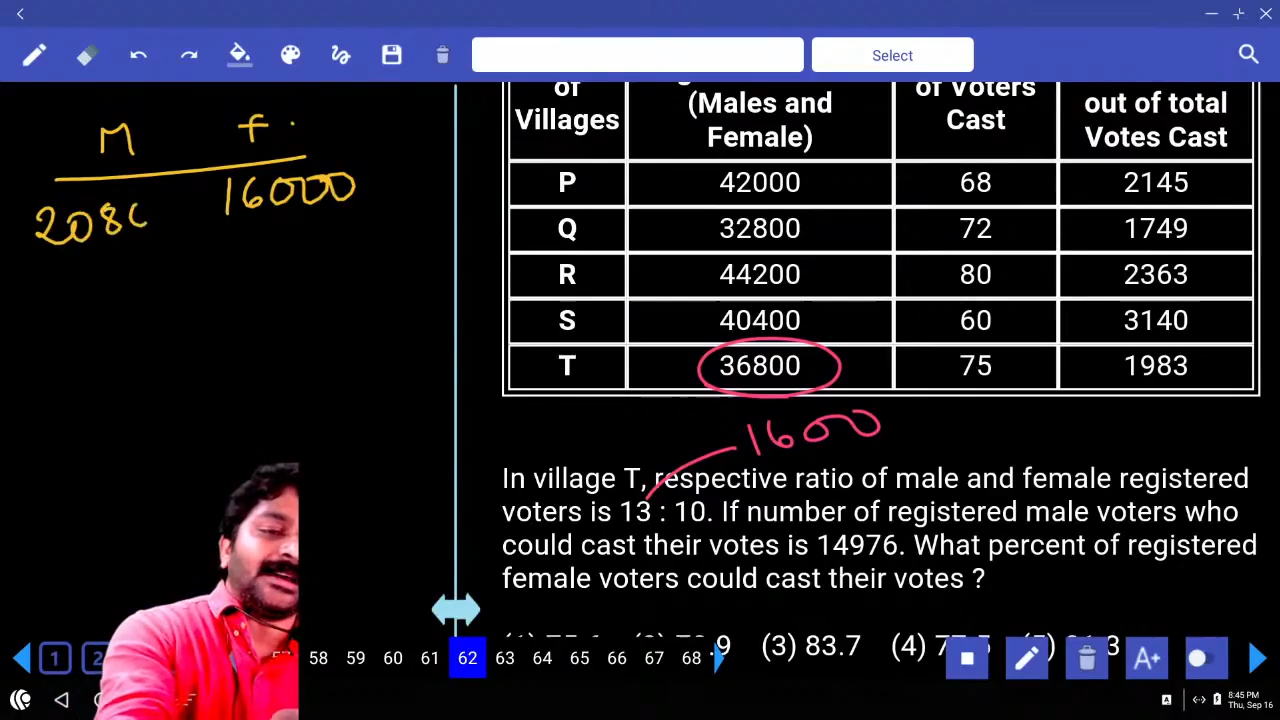 Select
M f
20800 16000
of (Males and of Voters out of total
Villages Female) Cast Votes Cast
P 42000 68 2145
Q 32800 72 1749
R 44200 80 2363
S 40400 60 3140
T 36800 75 1983
1600
In village T, respective ratio of male and female registered
voters is 13 : 10. If number of registered male voters who
could cast their votes is 14976. What percent of registered
female voters could cast their votes ?
(3) 83.7 (4)
1 2 58 59 60 61 62 63 64 65 66 67 68
A+
8:45 PM
Thu, Sep 16